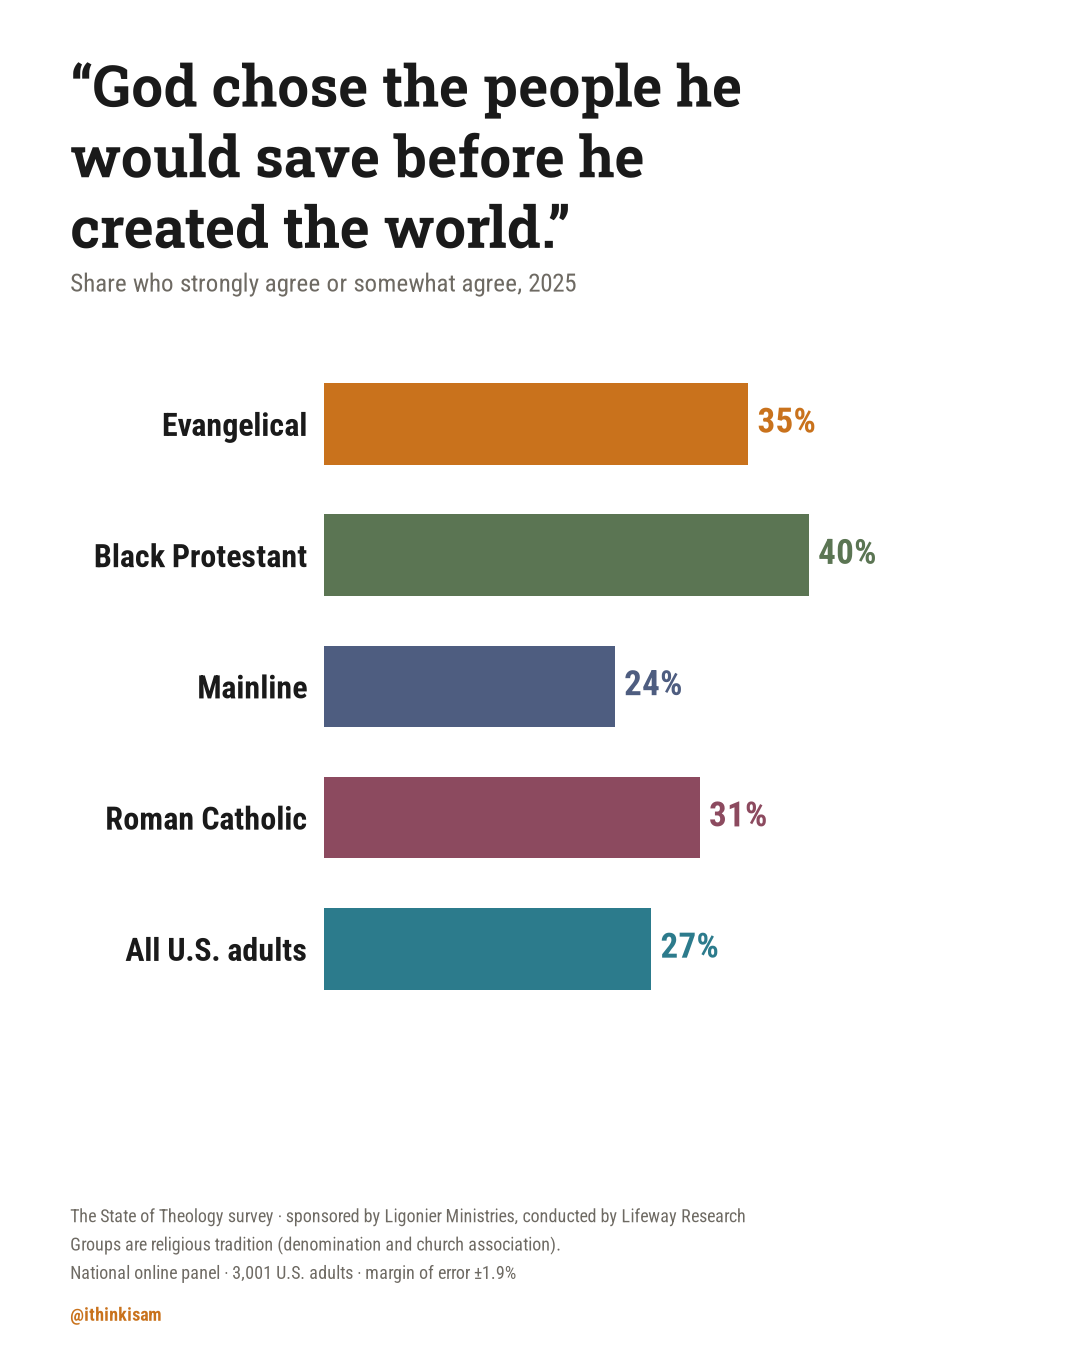 “God chose the people he
would save before he
created the world.”
Share who strongly agree or somewhat agree, 2025
Evangelical 35%
Black Protestant 40%
Mainline 24%
Roman Catholic 31%
All U.S. adults 27%
The State of Theology survey · sponsored by Ligonier Ministries, conducted by Lifeway Research
Groups are religious tradition (denomination and church association).
National online panel · 3,001 U.S. adults · margin of error ±1.9%
@ithinkisam